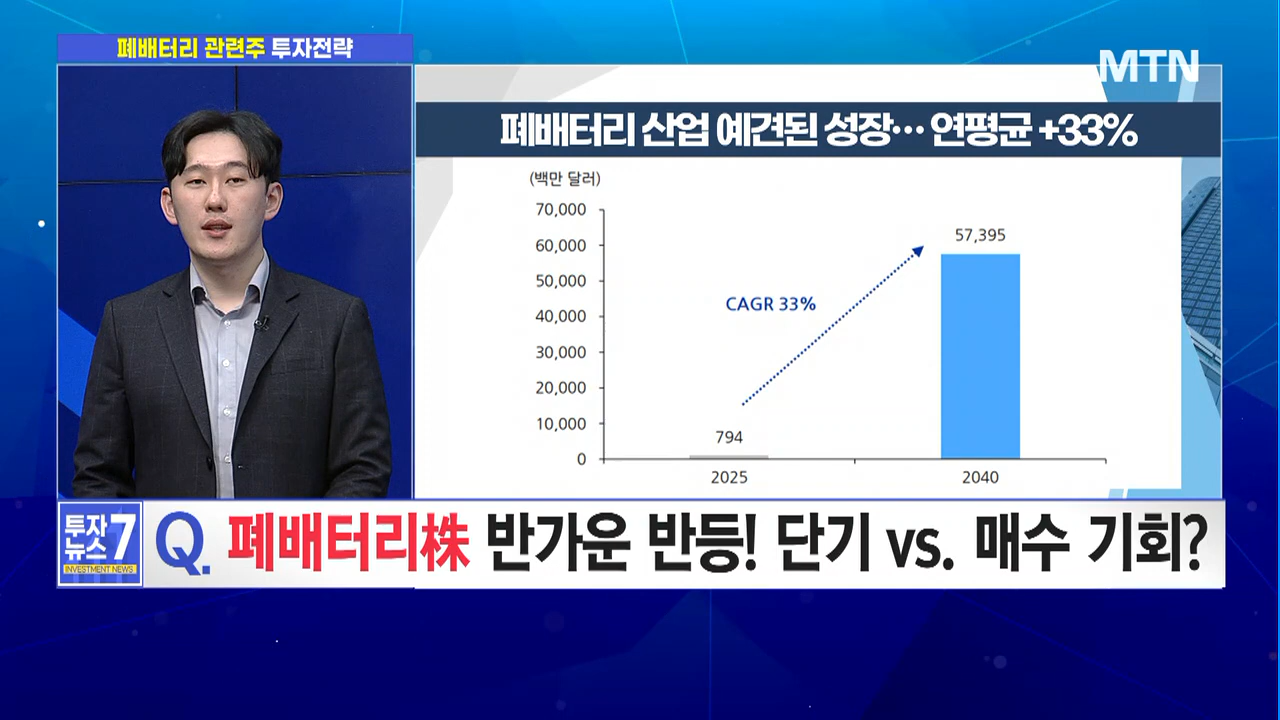 폐배터리 관련주 투자전략
MTN
폐배터리 산업 예견된 성장… 연평균 +33%
(백만 달러)
70,000
60,000
50,000
40,000
30,000
20,000
10,000
0
57,395
CAGR 33%
794
2025
2040
투자
뉴스7
INVESTMENT NEWS
Q. 폐배터리株 반가운 반등! 단기 vs. 매수 기회?